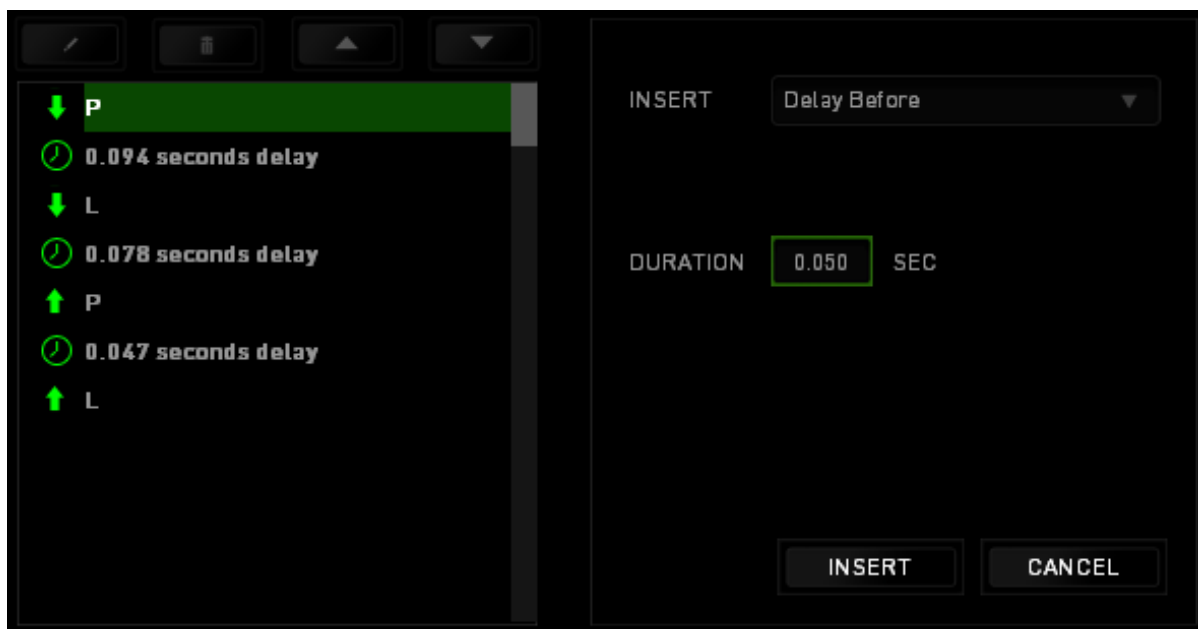 P
0.094 seconds delay
L
0.078 seconds delay
P
0.047 seconds delay
L
INSERT Delay Before
DURATION 0.050 SEC
INSERT CANCEL